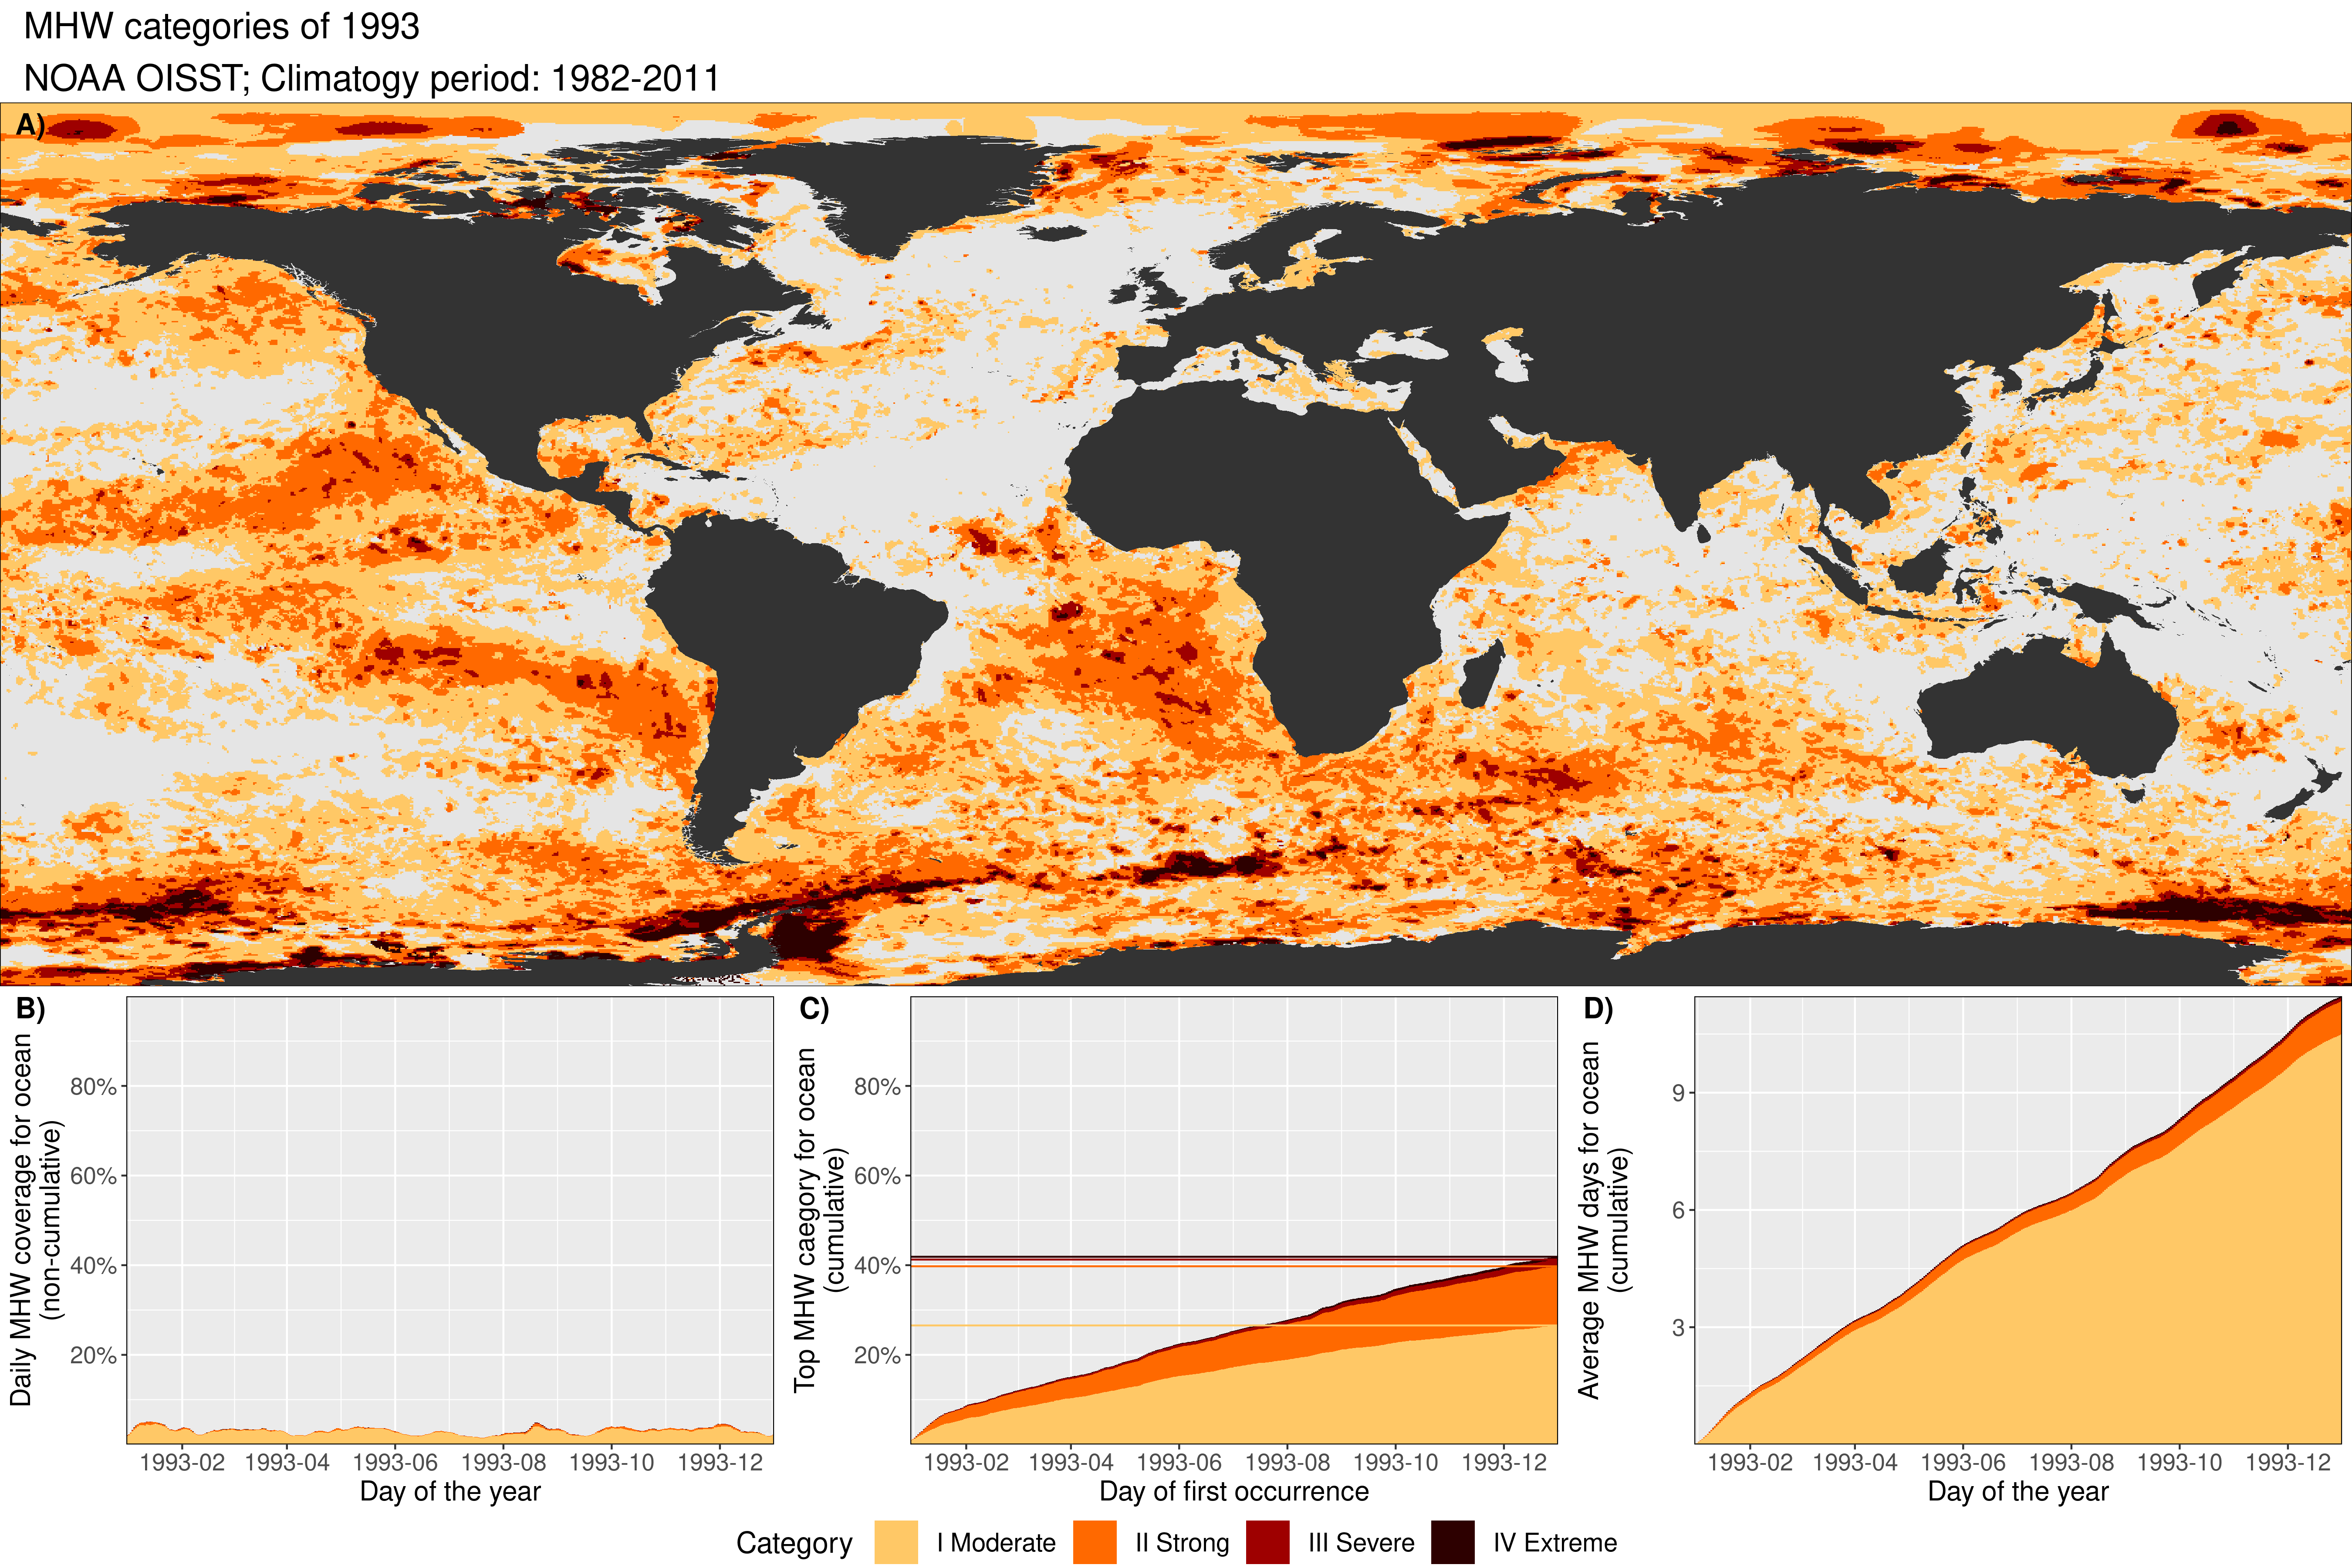 MHW categories of 1993
NOAA OISST; Climatogy period: 1982-2011
A)
B)
Daily MHW coverage for ocean
(non-cumulative)
80%
60%
40%
20%
1993-02 1993-04 1993-06 1993-08 1993-10 1993-12
Day of the year
C)
Top MHW caegory for ocean
(cumulative)
80%
60%
40%
20%
1993-02 1993-04 1993-06 1993-08 1993-10 1993-12
Day of first occurrence
D)
Average MHW days for ocean
(cumulative)
9
6
3
1993-02 1993-04 1993-06 1993-08 1993-10 1993-12
Day of the year
Category I Moderate II Strong III Severe IV Extreme